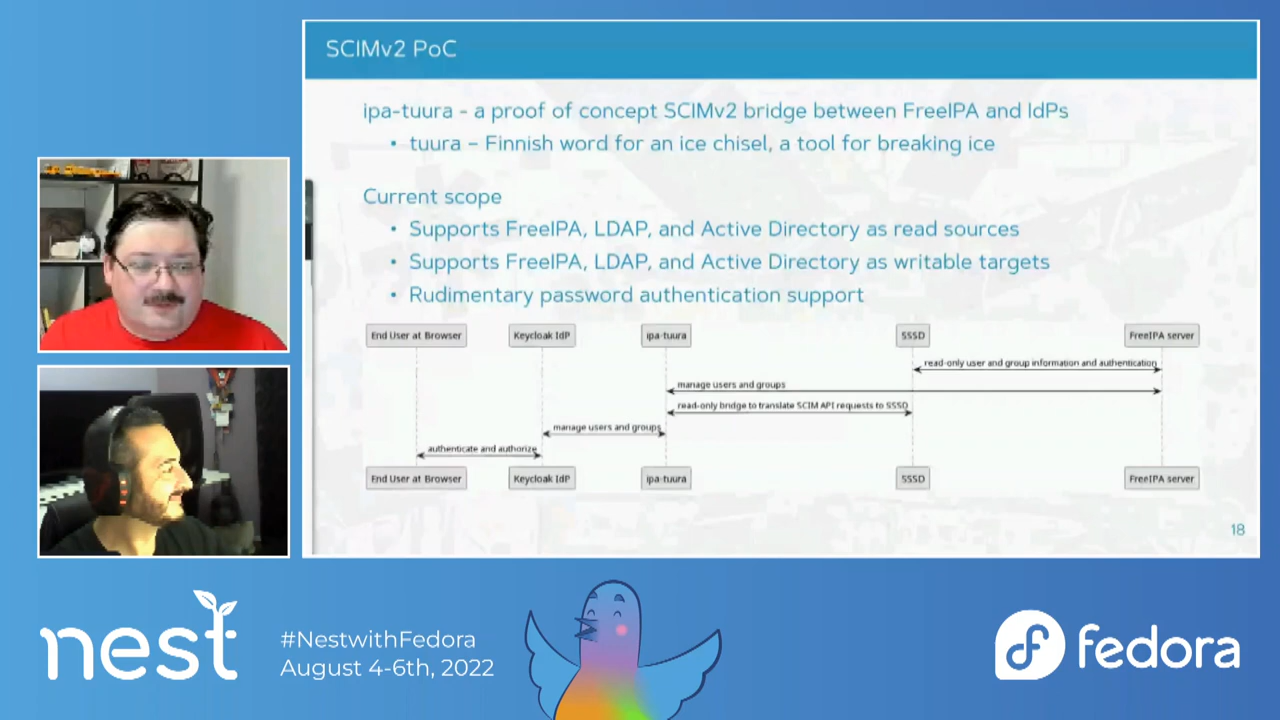 SCIMv2 PoC
ipa-tuura - a proof of concept SCIMv2 bridge between FreeIPA and IdPs
• tuura – Finnish word for an ice chisel, a tool for breaking ice
Current scope
• Supports FreeIPA, LDAP, and Active Directory as read sources
• Supports FreeIPA, LDAP, and Active Directory as writable targets
• Rudimentary password authentication support
End User at Browser Keycloak IdP ipa-tuura SSSD FreeIPA server
read-only user and group information and authentication
manage users and groups
read-only bridge to translate SCIM API requests to SSSD
manage users and groups
authenticate and authorize
End User at Browser Keycloak IdP ipa-tuura SSSD FreeIPA server
18
nest
#NestwithFedora
August 4-6th, 2022
fedora